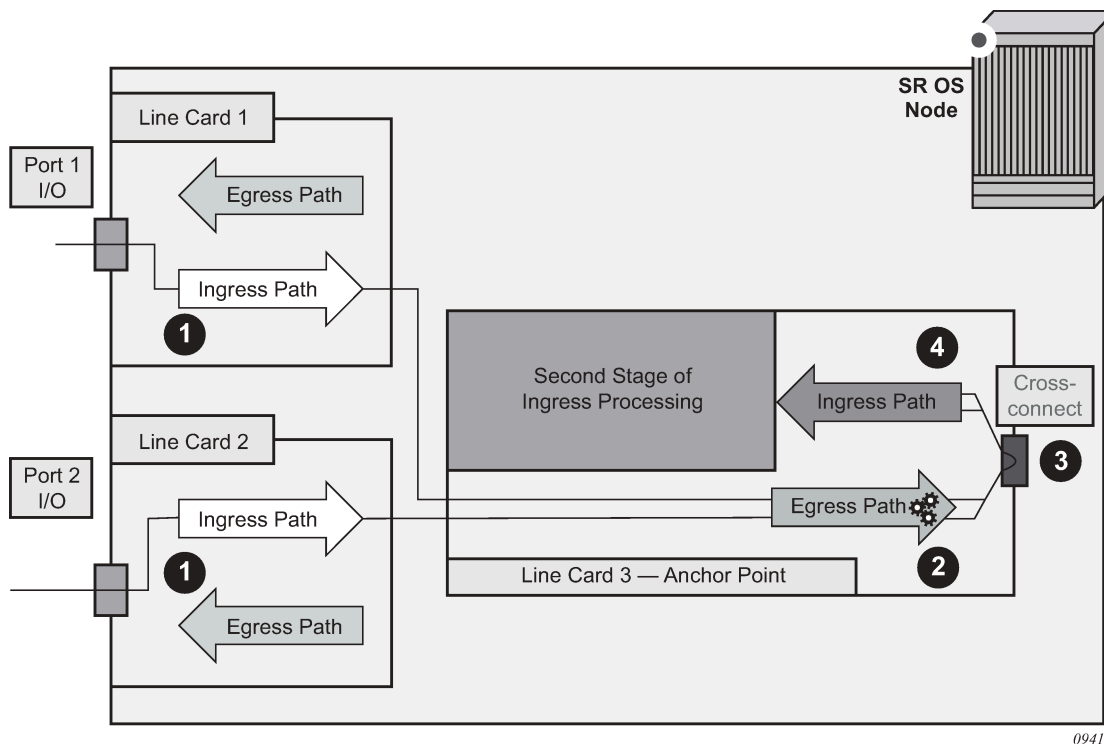 SR OS
Node
Line Card 1
Port 1
I/O
Egress Path
Ingress Path
1
4
Second Stage of
Ingress Processing
Ingress Path
Cross-
connect
Line Card 2
3
Port 2
I/O
Ingress Path
Egress Path
1
2
Line Card 3 — Anchor Point
Egress Path
0941